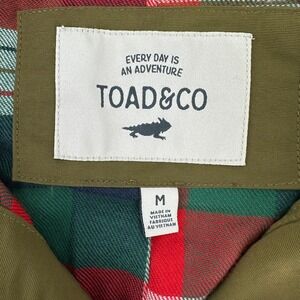 EVERY DAY IS
AN ADVENTURE
TOAD&CO
M
MADE IN
VIETNAM
FABRIQUÉ
AU VIETNAM